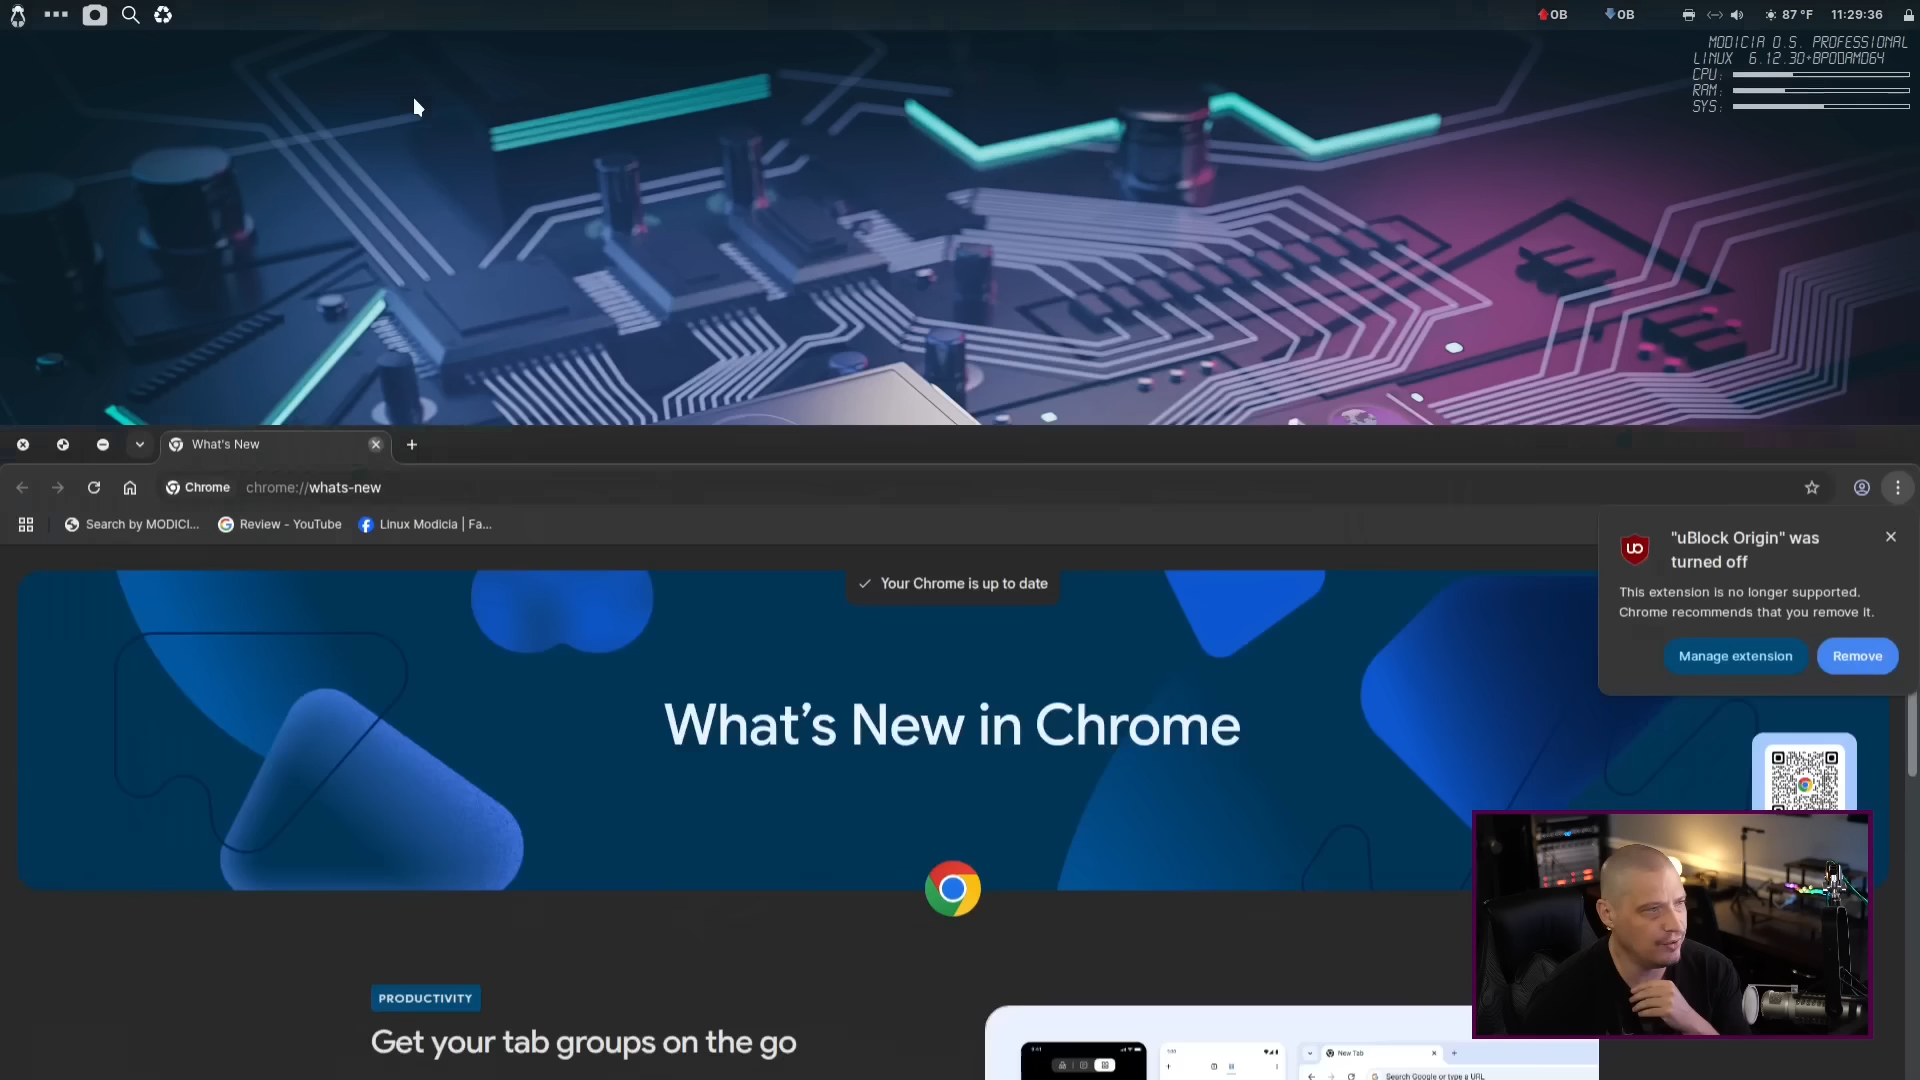 0B
0B
87 °F
11:29:36
MODICIA O.S. PROFESSIONAL
LINUX 6.12.30+BPODAMD64
CPU:
RAM:
SYS:
What's New
Chrome
chrome://whats-new
Search by MODICI...
Review - YouTube
Linux Modicia | Fa...
"uBlock Origin" was
turned off
This extension is no longer supported.
Chrome recommends that you remove it.
Manage extension
Remove
Your Chrome is up to date
What's New in Chrome
PRODUCTIVITY
Get your tab groups on the go
New Tab
Search Google or type a URL